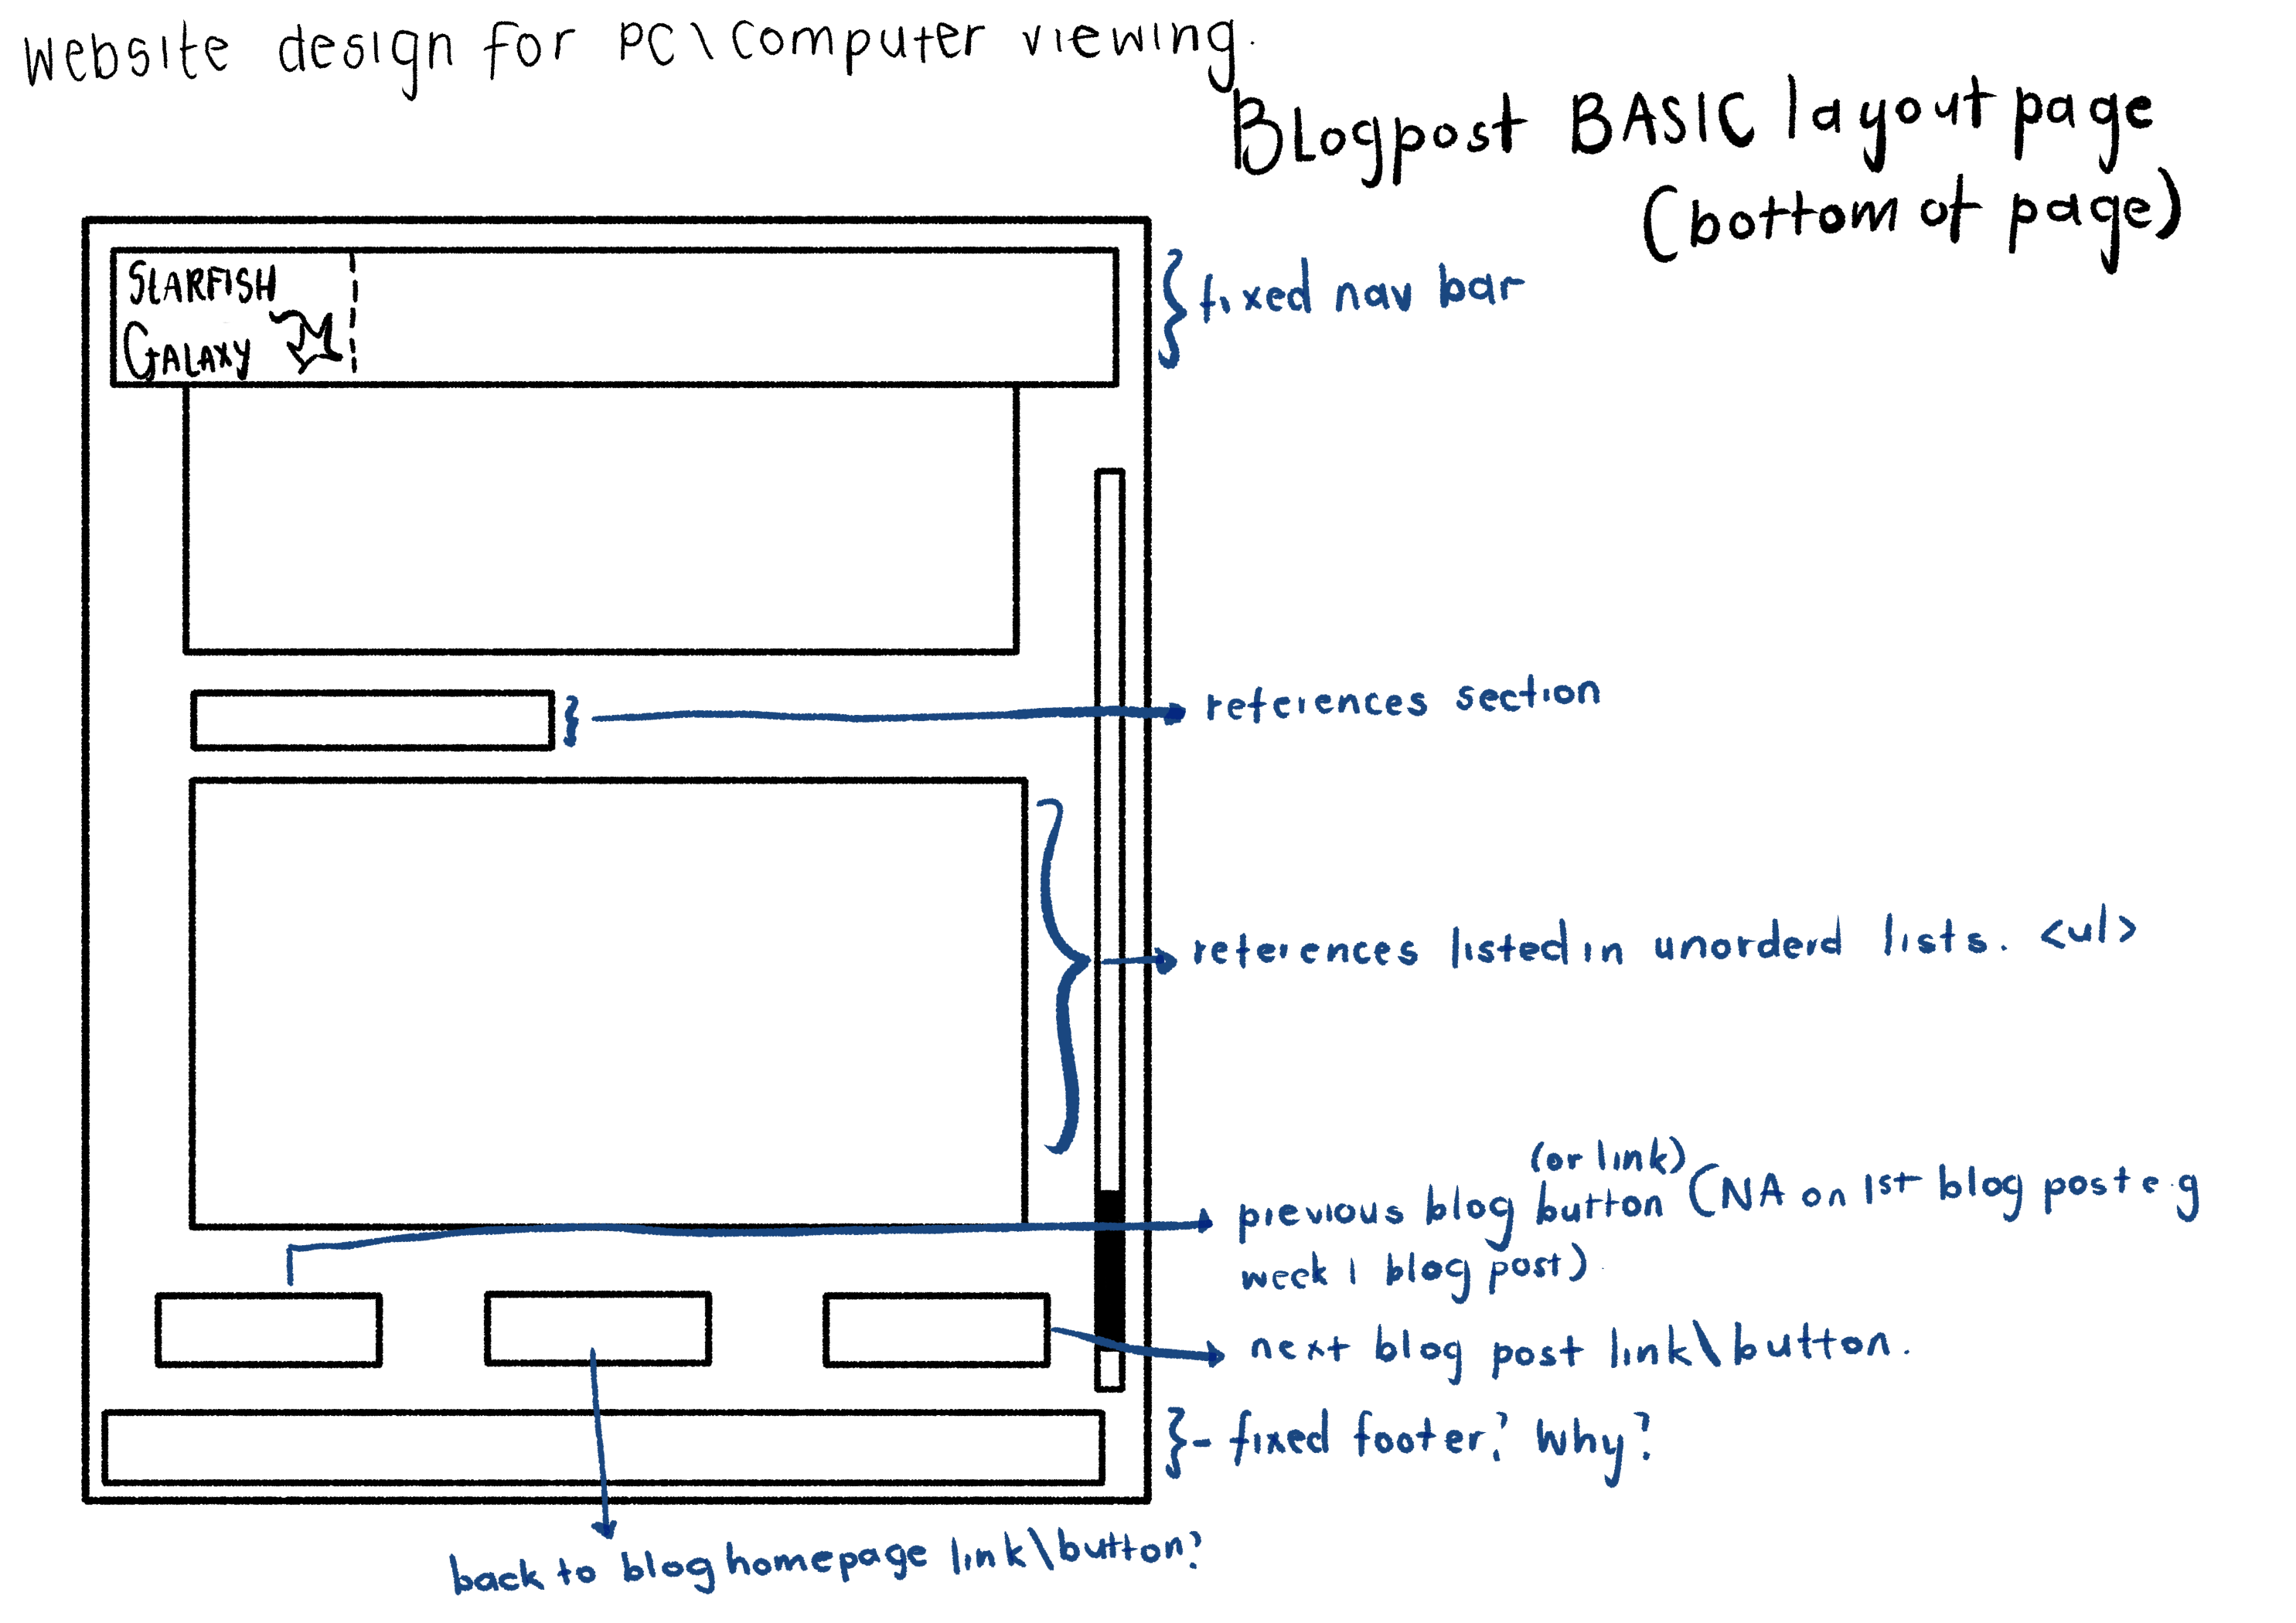 Website design for PC\Computer viewing.
BLogpost BASIC layout page
(bottom of page)
STARFISH
GALAXY
fixed nav bar
references section
references listed in unorderd lists. <ul>
(or link)
previous blog button (NA on 1st blog post e.g
week 1 blog post)
next blog post link\button.
- fixed footer? Why?
back to blog homepage link\button?